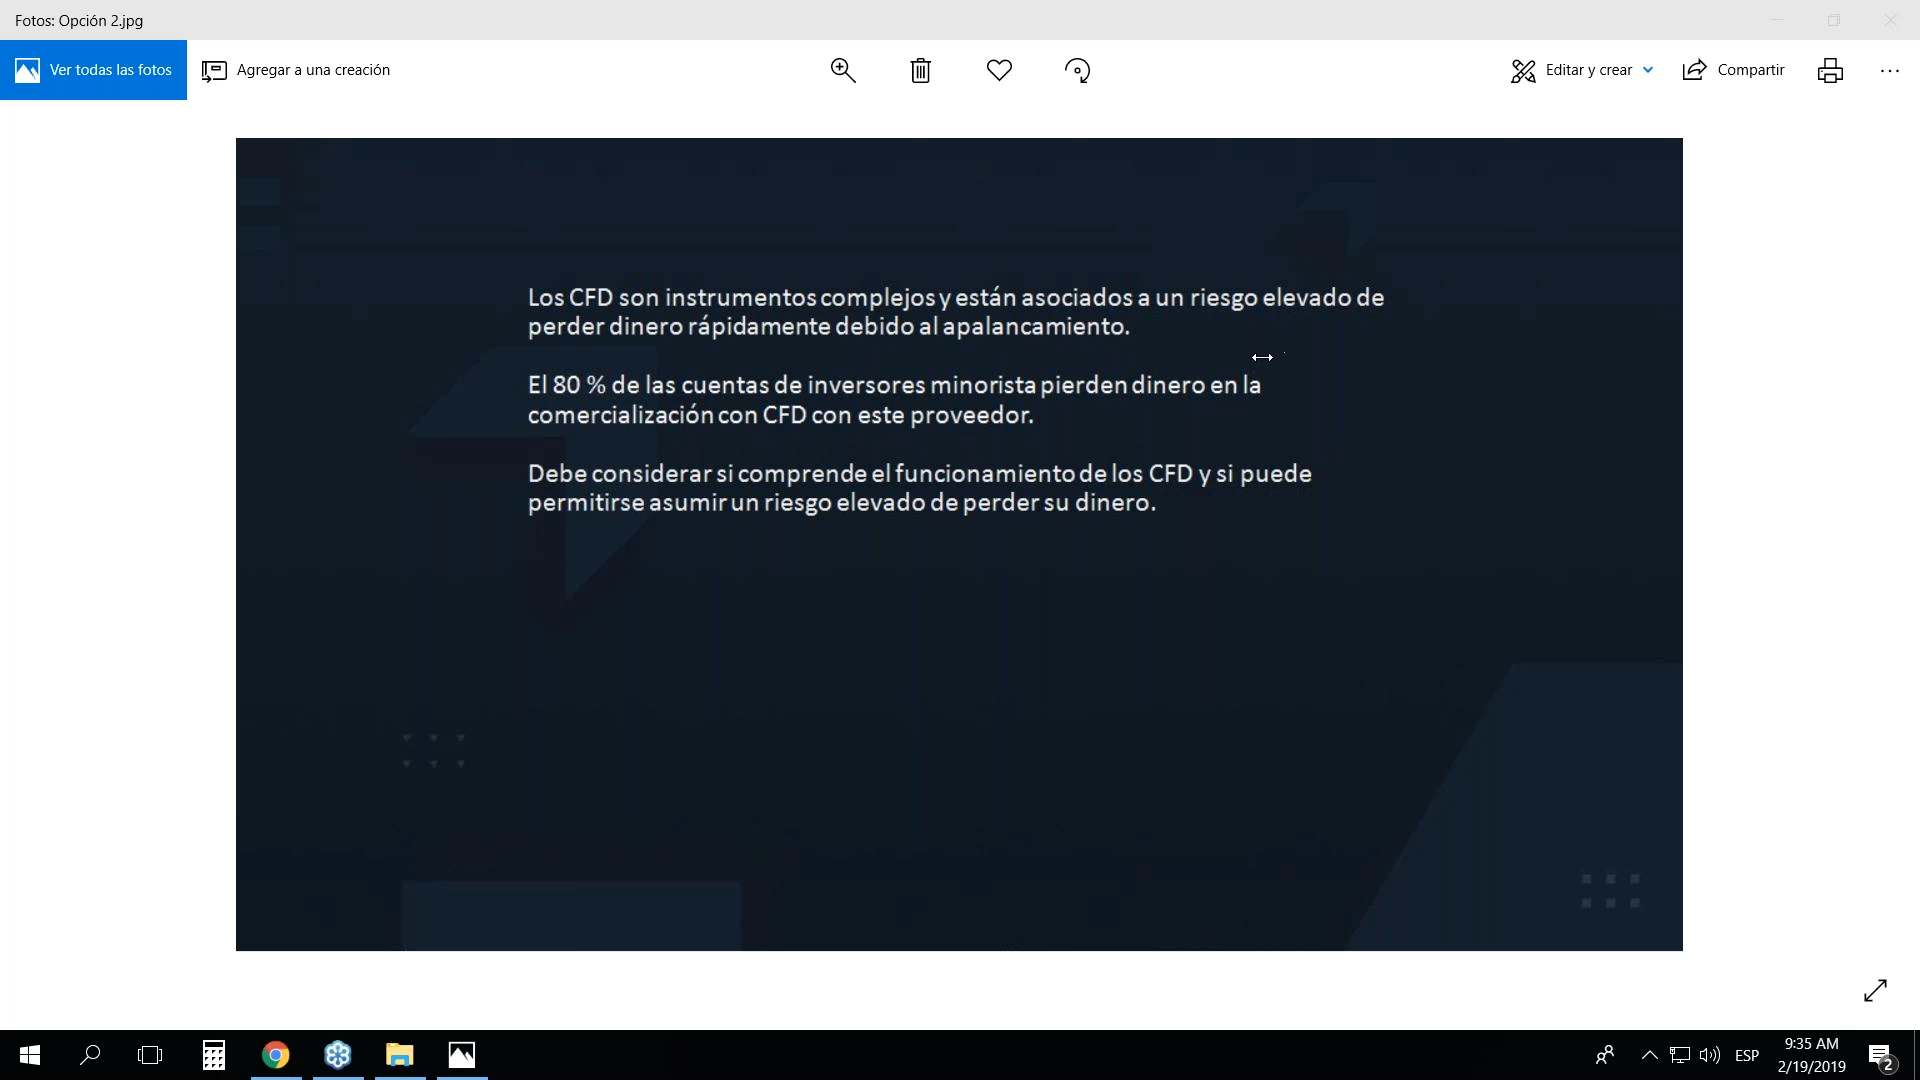 Fotos: Opción 2.jpg
Ver todas las fotos
Agregar a una creación
Editar y crear
Compartir
Los CFD son instrumentos complejos y están asociados a un riesgo elevado de
perder dinero rápidamente debido al apalancamiento.
El 80 % de las cuentas de inversores minorista pierden dinero en la
comercialización con CFD con este proveedor.
Debe considerar si comprende el funcionamiento de los CFD y si puede
permitirse asumir un riesgo elevado de perder su dinero.
ESP
9:35 AM
2/19/2019
2